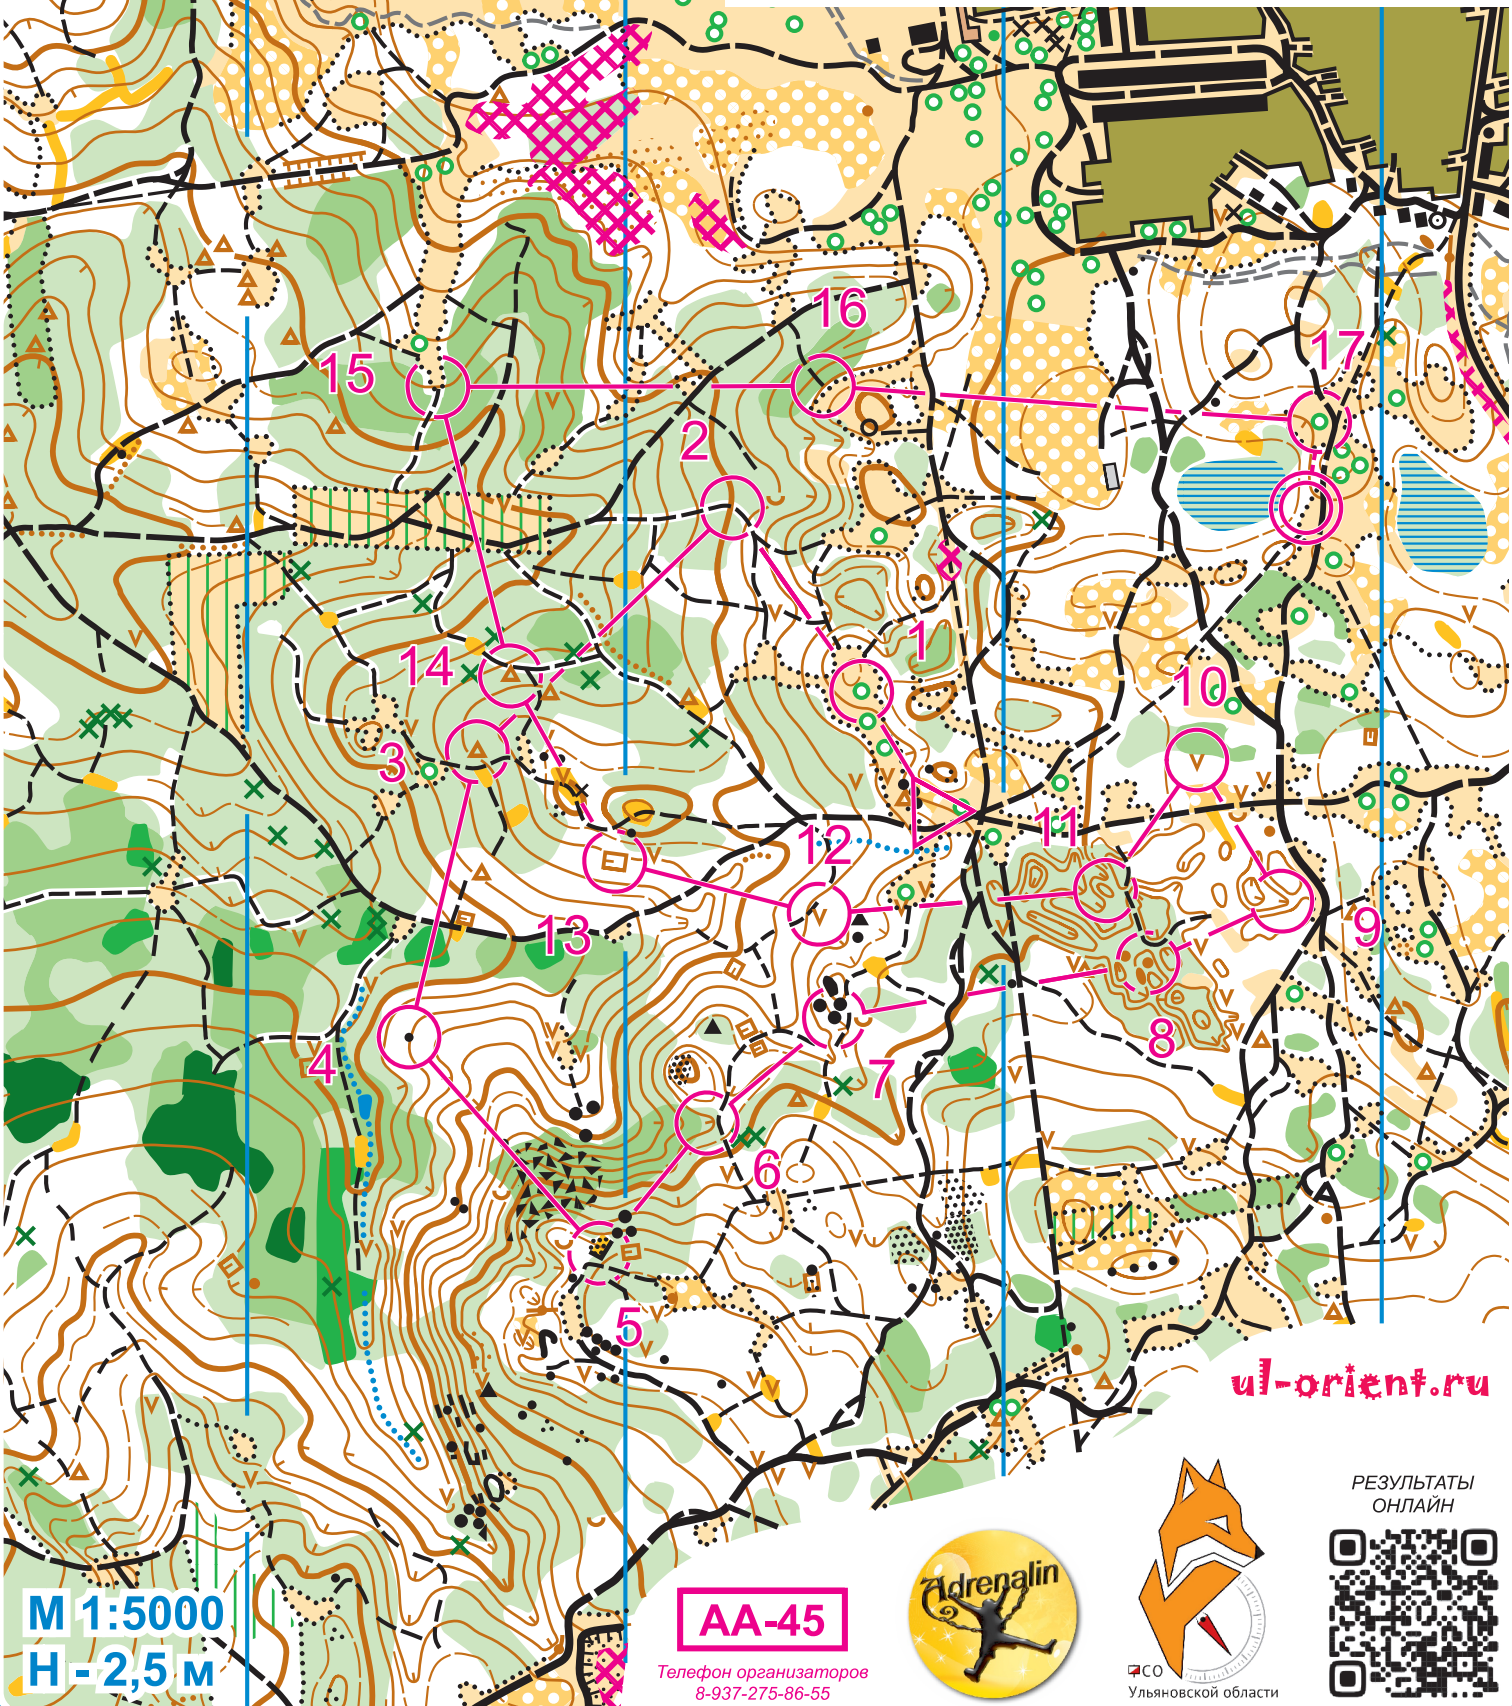 16
17
15
2
1
14
10
3
11
12
13
9
8
4
7
6
5
ul-orient.ru
РЕЗУЛЬТАТЫ
ОНЛАЙН
Adrenalin
М 1:5000
Н - 2,5 м
АА-45
Телефон организаторов
8-937-275-86-55
ФСО
Ульяновской области